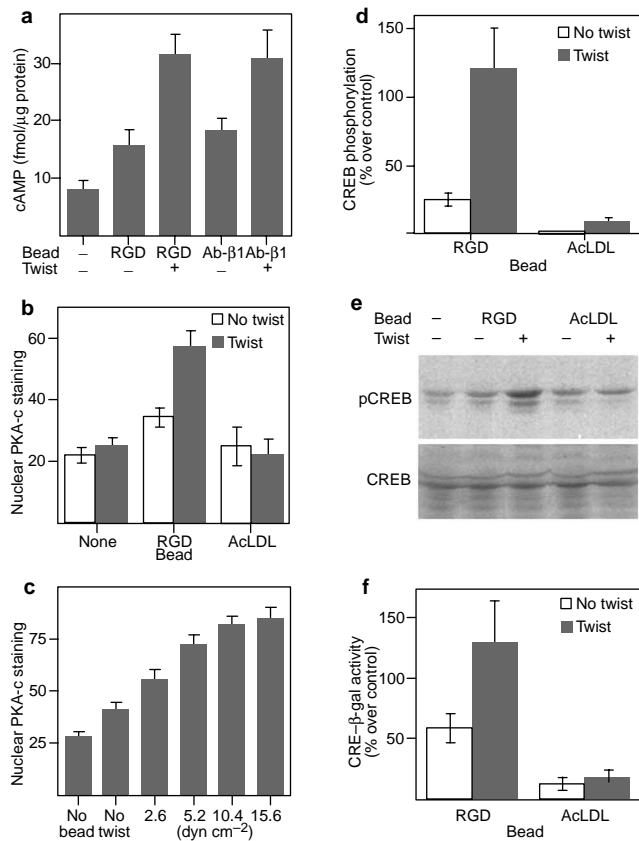 a
cAMP (fmol/μg protein)
30
20
10
Bead – RGD RGD Ab-β1 Ab-β1
Twist – – + – +
b
Nuclear PKA-c staining
60
40
20
No twist
Twist
None RGD AcLDL
Bead
c
Nuclear PKA-c staining
75
50
25
No bead No twist 2.6 5.2 10.4 15.6
(dyn cm⁻²)
d
CREB phosphorylation
(% over control)
150
100
50
No twist
Twist
RGD AcLDL
Bead
e
Bead – RGD AcLDL
Twist – – + – +
pCREB
CREB
f
CRE–β-gal activity
(% over control)
150
100
50
No twist
Twist
RGD AcLDL
Bead